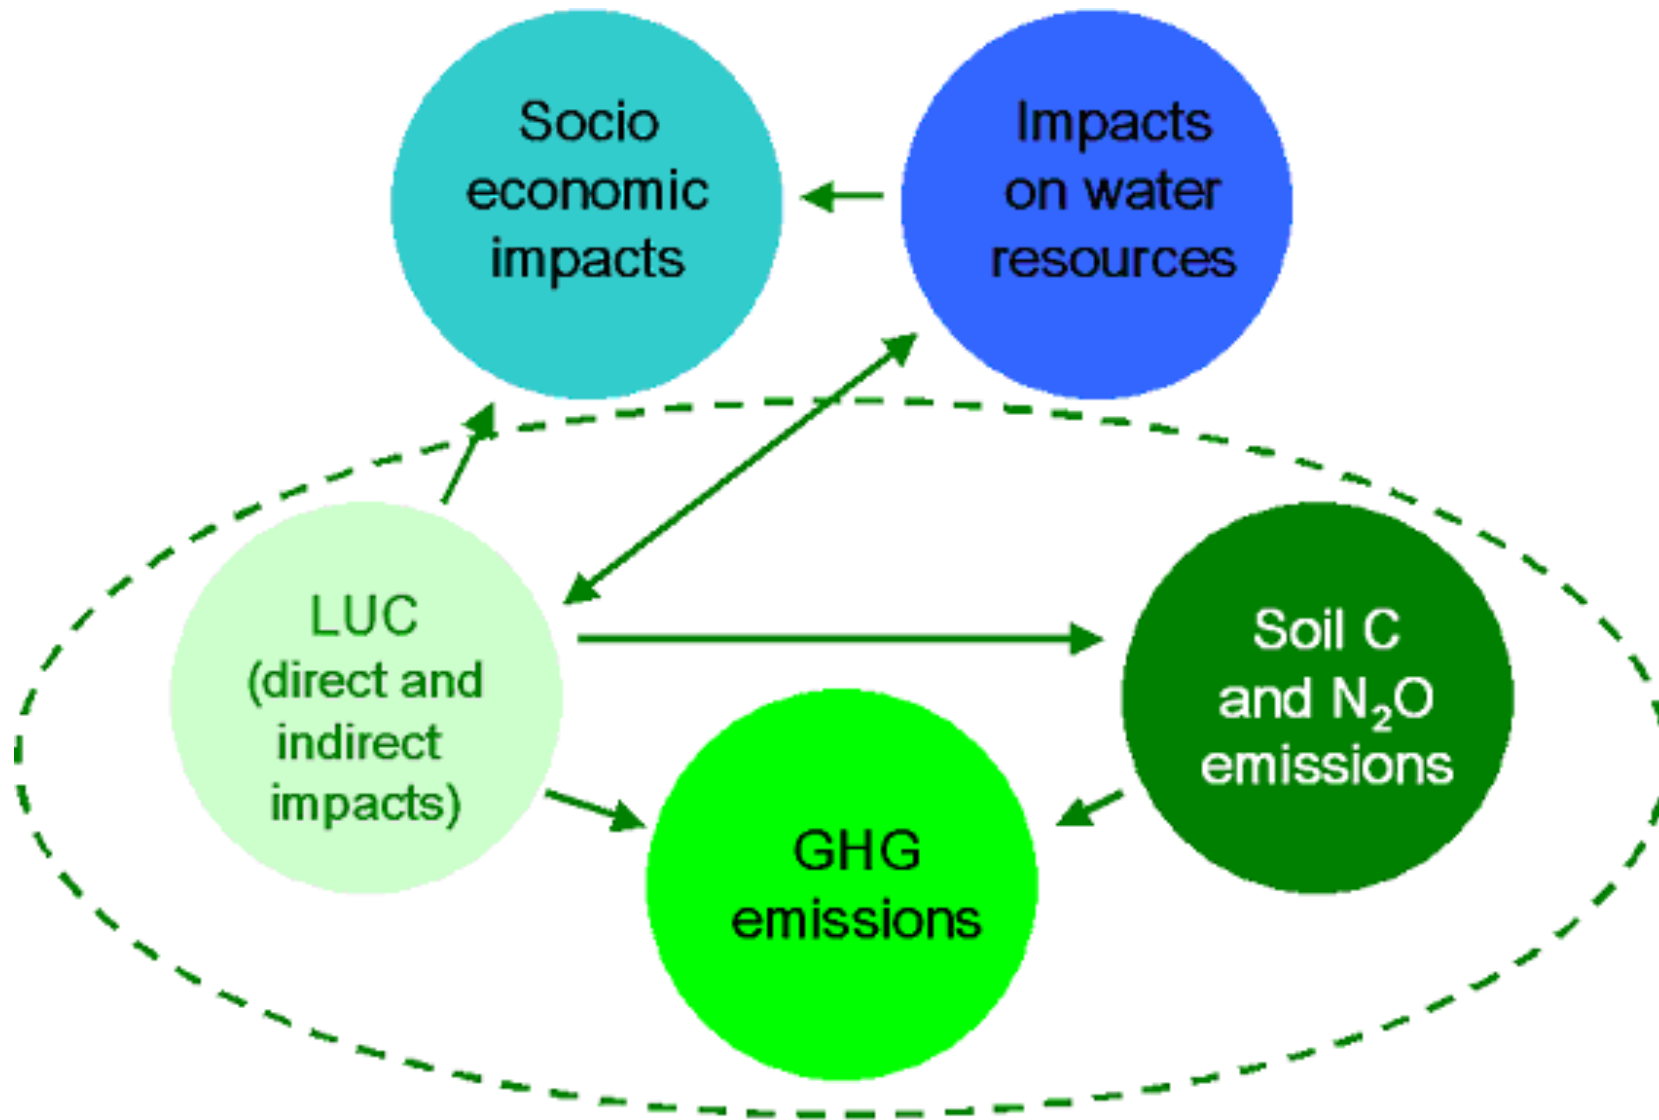 Socio
economic
impacts
Impacts
on water
resources
LUC
(direct and
indirect
impacts)
Soil C
and N₂O
emissions
GHG
emissions